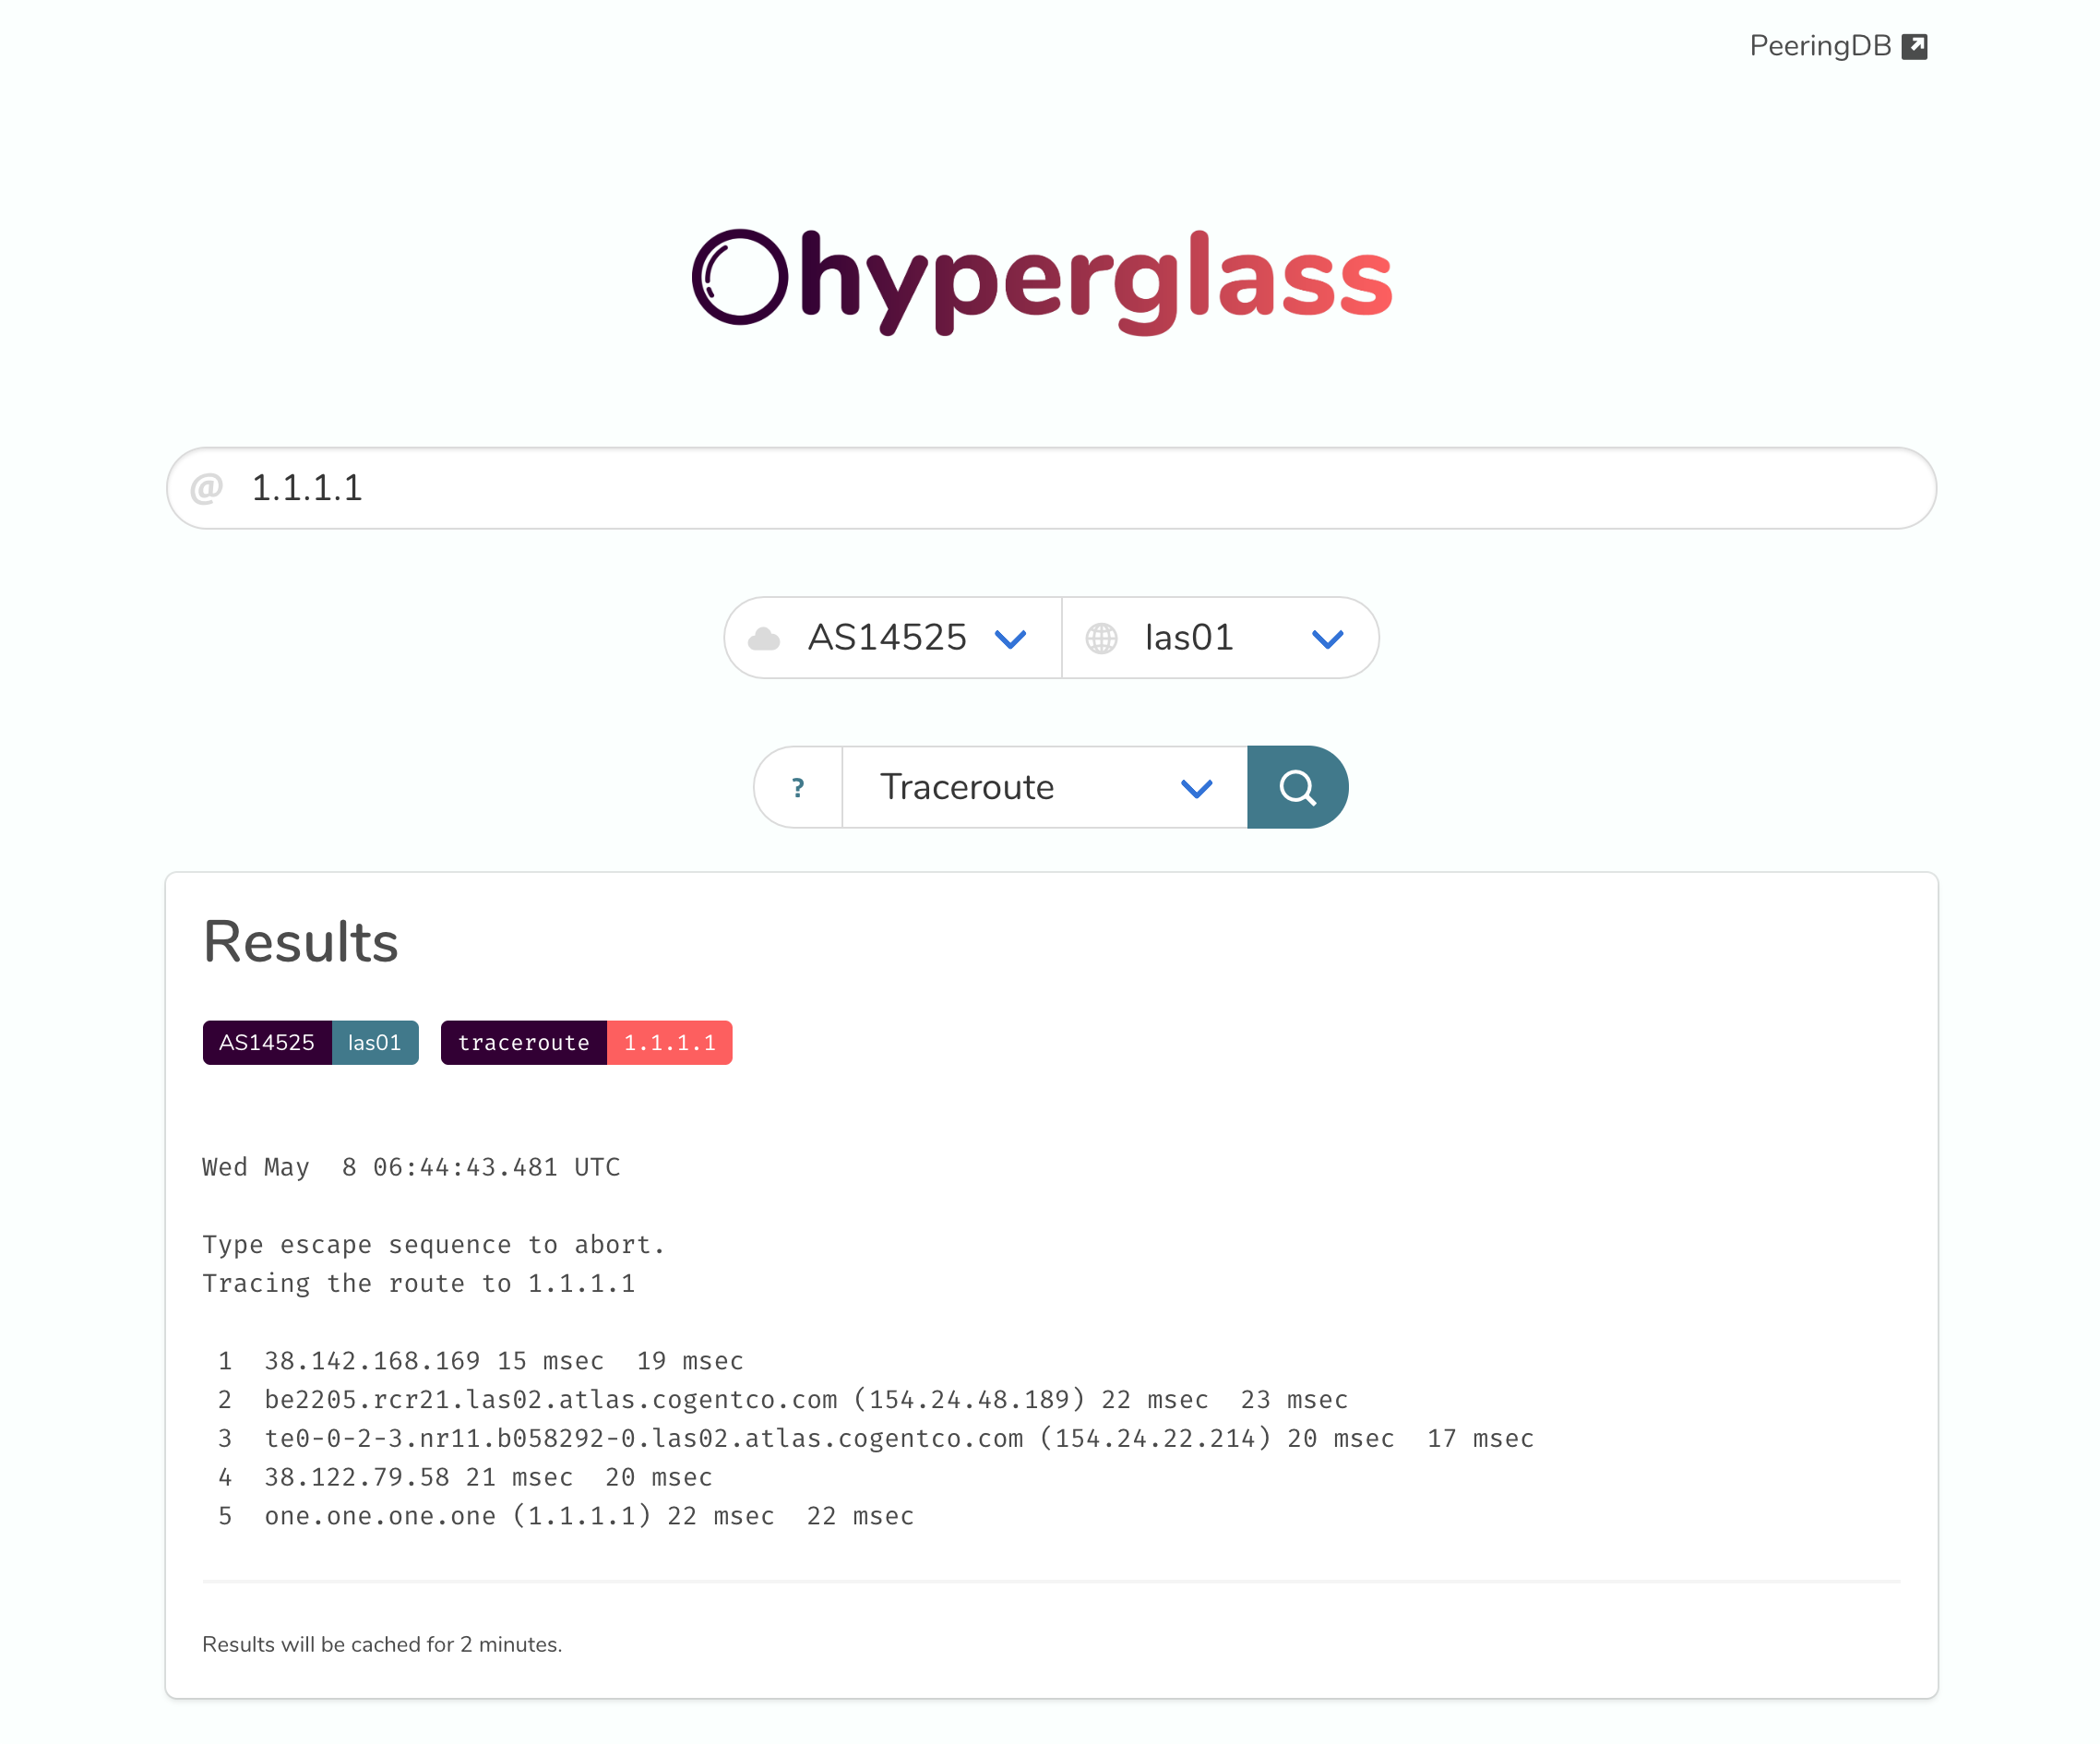 PeeringDB
hyperglass
@ 1.1.1.1
AS14525 las01
? Traceroute
Results
AS14525 las01 traceroute 1.1.1.1
Wed May  8 06:44:43.481 UTC
Type escape sequence to abort.
Tracing the route to 1.1.1.1
1  38.142.168.169 15 msec  19 msec
2  be2205.rcr21.las02.atlas.cogentco.com (154.24.48.189) 22 msec  23 msec
3  te0-0-2-3.nr11.b058292-0.las02.atlas.cogentco.com (154.24.22.214) 20 msec  17 msec
4  38.122.79.58 21 msec  20 msec
5  one.one.one.one (1.1.1.1) 22 msec  22 msec
Results will be cached for 2 minutes.